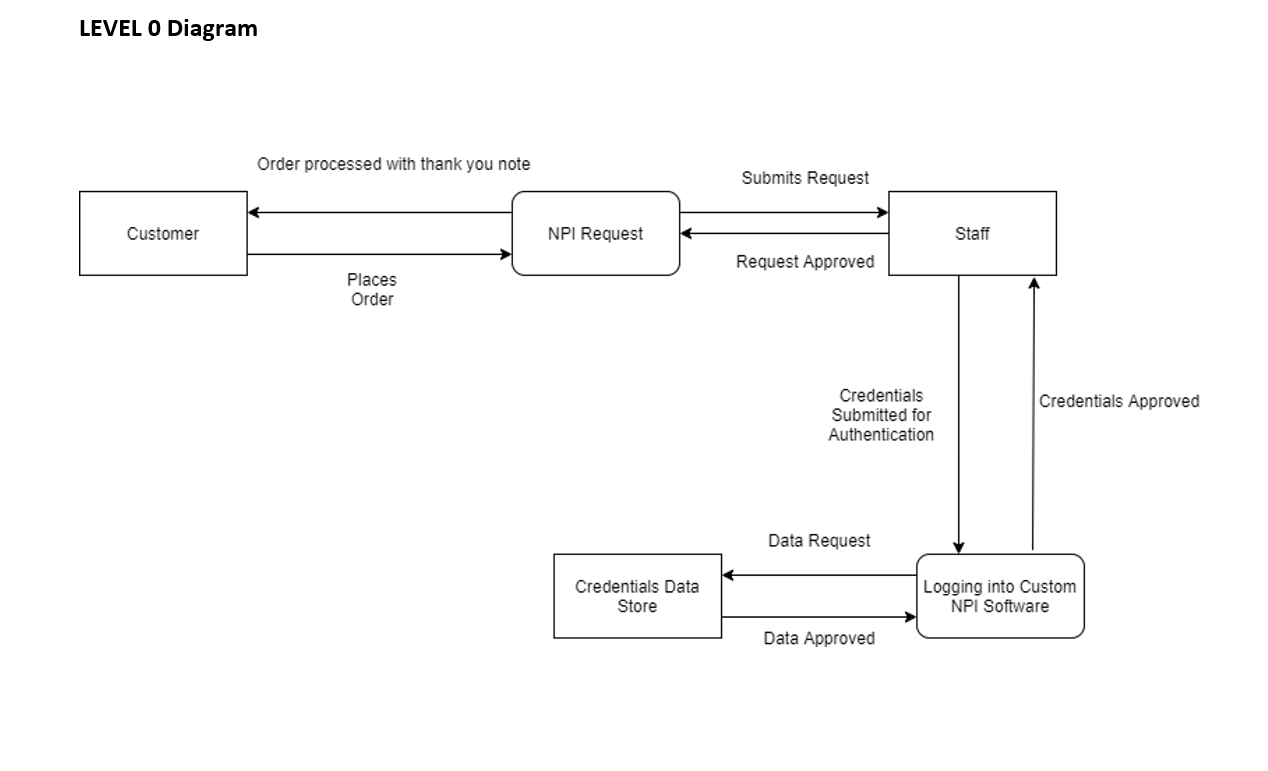 LEVEL 0 Diagram
Order processed with thank you note
Submits Request
Customer
NPI Request
Staff
Request Approved
Places
Order
Credentials
Submitted for
Authentication
Credentials Approved
Data Request
Credentials Data
Store
Logging into Custom
NPI Software
Data Approved